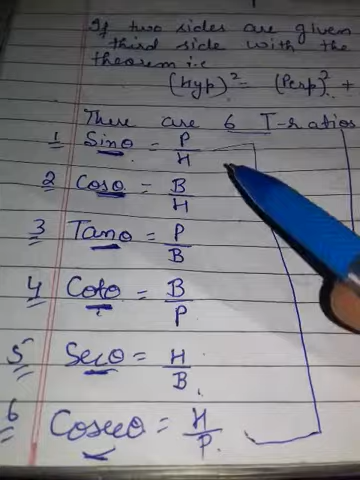 If two sides are given
third side with the
theorem i.e
(Hyp)² = (Perp)² +
There are 6 T-ratios
1 Sinθ = P/H
2 Cosθ = B/H
3 Tanθ = P/B
4 Cotθ = B/P
5 Secθ = H/B
6 Cosecθ = H/P